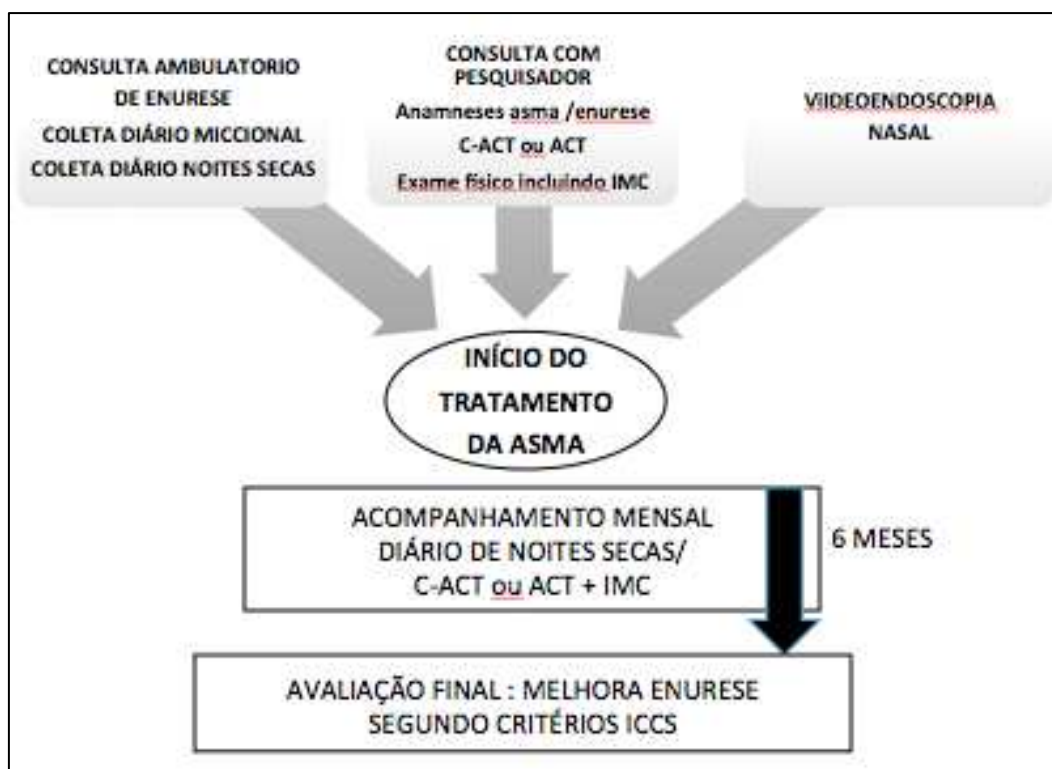 CONSULTA AMBULATORIO
DE ENURESE
COLETA DIÁRIO MICCIONAL
COLETA DIÁRIO NOITES SECAS
CONSULTA COM
PESQUISADOR
Anamneses asma /enurese
C-ACT ou ACT
Exame físico incluindo IMC
VIIDEOENDOSCOPIA
NASAL
INÍCIO DO
TRATAMENTO
DA ASMA
ACOMPANHAMENTO MENSAL
DIÁRIO DE NOITES SECAS/
C-ACT ou ACT + IMC
6 MESES
AVALIAÇÃO FINAL : MELHORA ENURESE
SEGUNDO CRITÉRIOS ICCS